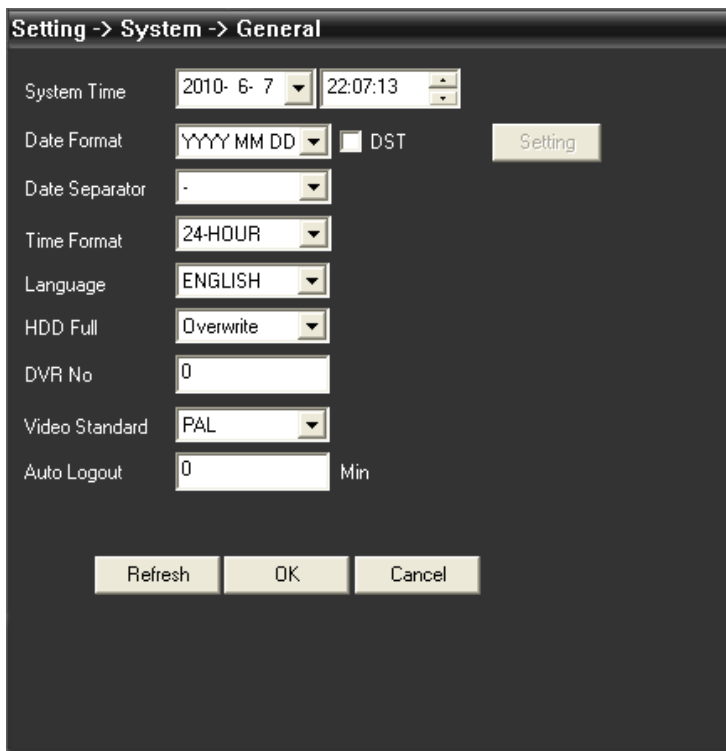 Setting -> System -> General
System Time 2010- 6- 7 22:07:13
Date Format YYYY MM DD DST Setting
Date Separator -
Time Format 24-HOUR
Language ENGLISH
HDD Full Overwrite
DVR No 0
Video Standard PAL
Auto Logout 0 Min
Refresh OK Cancel